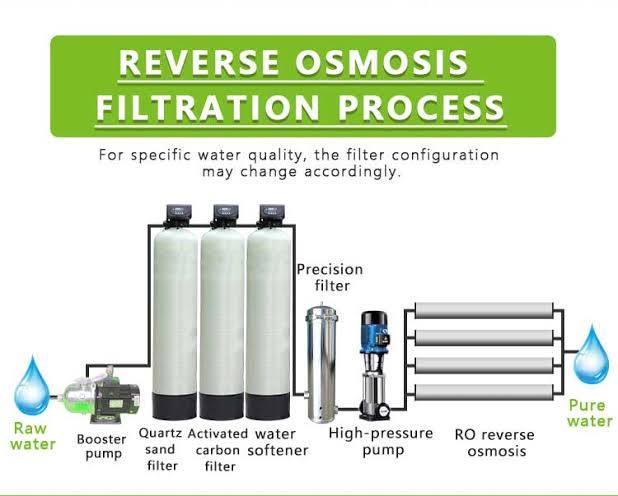 REVERSE OSMOSIS
FILTRATION PROCESS
For specific water quality, the filter configuration
may change accordingly.
Precision
filter
Raw
water
Booster
pump
Quartz
sand
filter
Activated
carbon
filter
water
softener
High-pressure
pump
RO reverse
osmosis
Pure
water